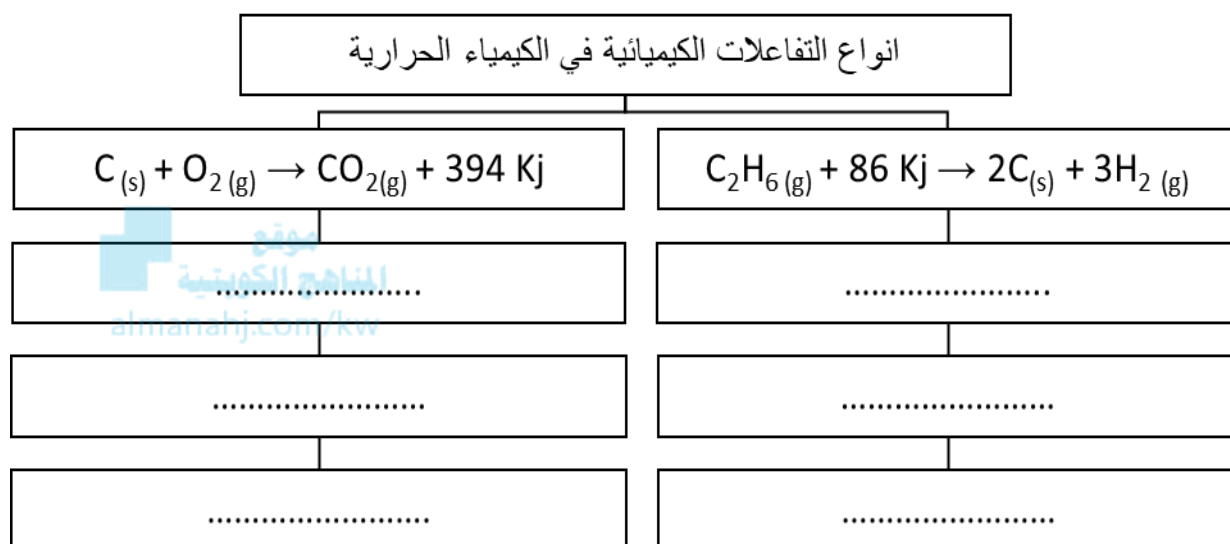 انواع التفاعلات الكيميائية في الكيمياء الحرارية
C (s) + O2 (g) → CO2(g) + 394 Kj
C2H6 (g) + 86 Kj → 2C(s) + 3H2 (g)
موقع
المناهج الكويتية
almanahj.com/kw
.......................
.......................
........................
........................
.........................
........................